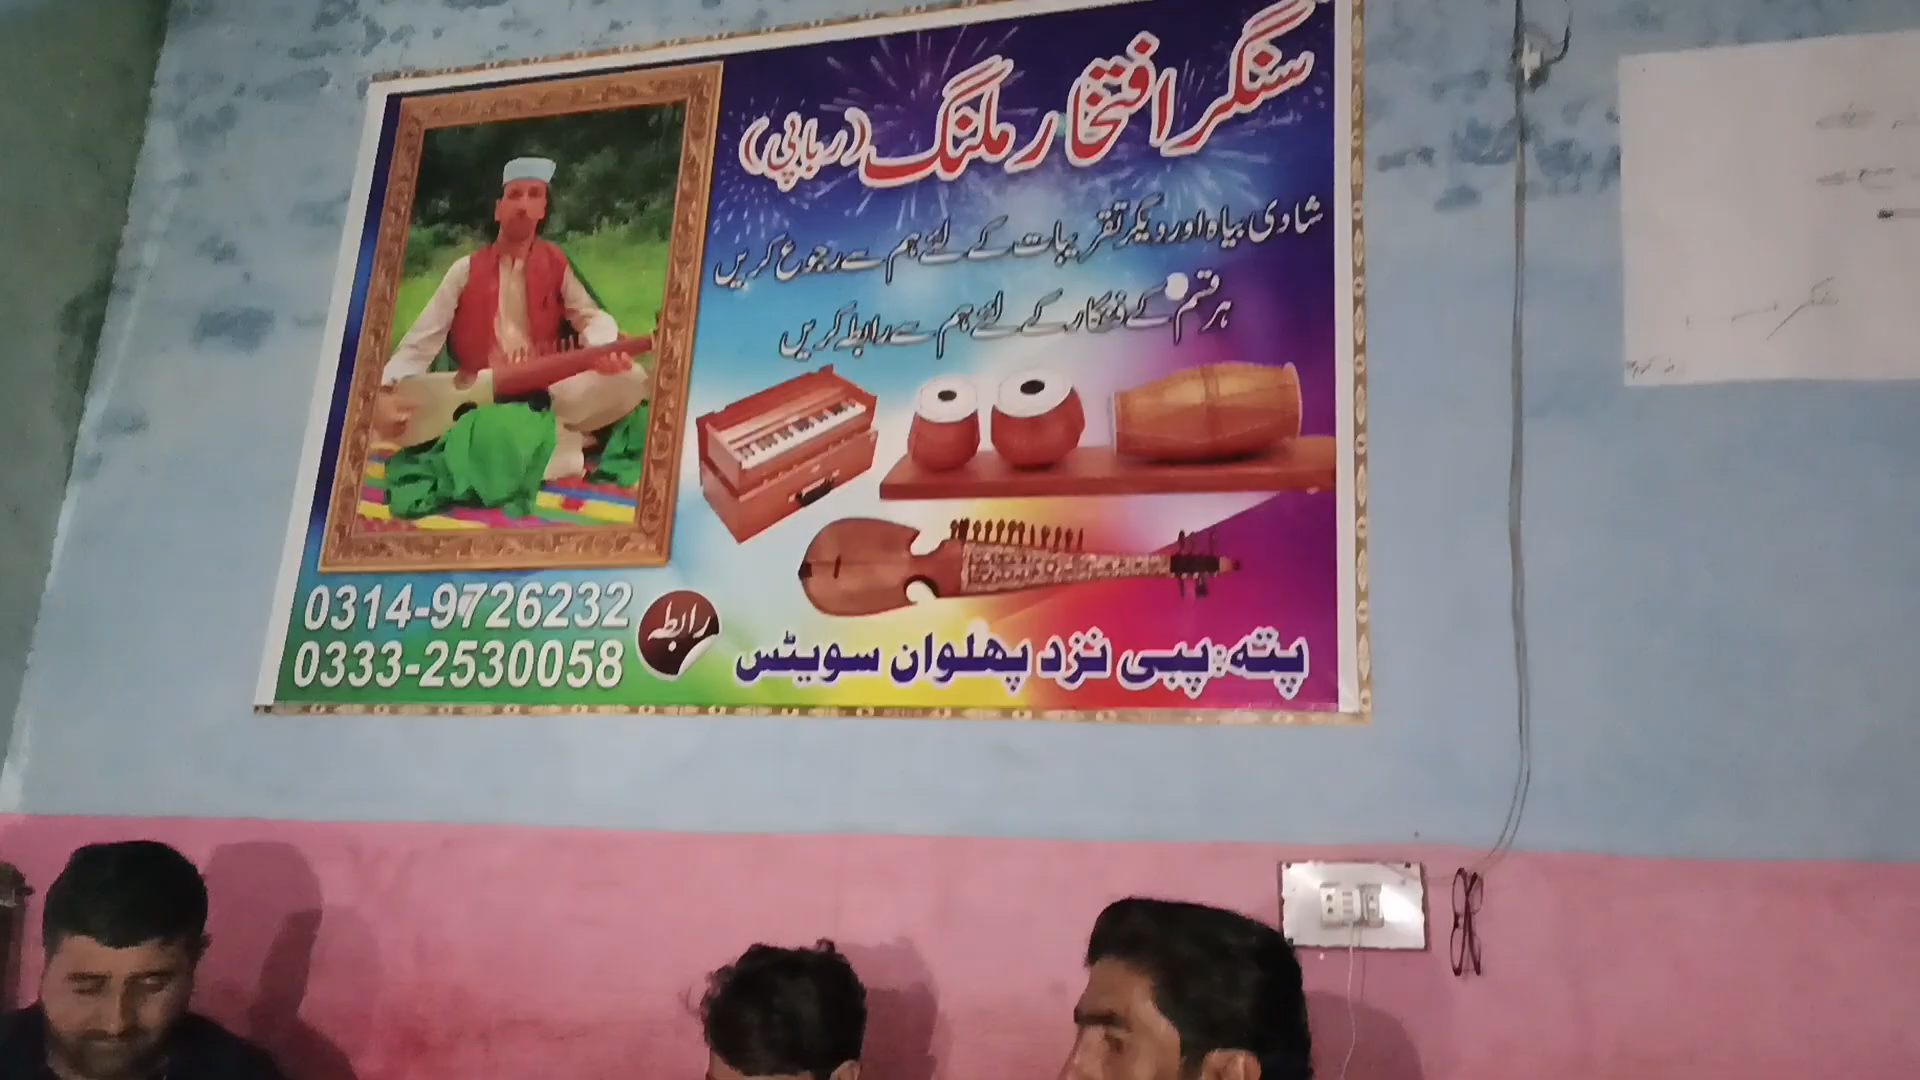 سنگر افتخار ملنگ (ربابی)
شادی بیاہ اور دیگر تقریبات کے لئے ہم سے رجوع کریں
ہر قسم کے فنکار کے لئے ہم سے رابطہ کریں
0314-9726232
0333-2530058
رابطہ
پتہ: پبی نزد پهلوان سویٹس